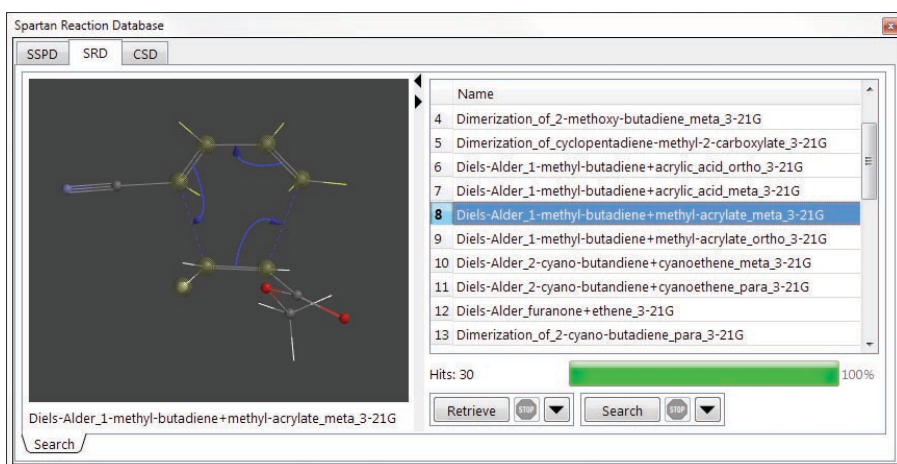 Spartan Reaction Database
SSPD SRD CSD
Name
4 Dimerization_of_2-methoxy-butadiene_meta_3-21G
5 Dimerization_of_cyclopentadiene-methyl-2-carboxylate_3-21G
6 Diels-Alder_1-methyl-butadiene+acrylic_acid_ortho_3-21G
7 Diels-Alder_1-methyl-butadiene+acrylic_acid_meta_3-21G
8 Diels-Alder_1-methyl-butadiene+methyl-acrylate_meta_3-21G
9 Diels-Alder_1-methyl-butadiene+methyl-acrylate_ortho_3-21G
10 Diels-Alder_2-cyano-butandiene+cyanoethene_meta_3-21G
11 Diels-Alder_2-cyano-butandiene+cyanoethene_para_3-21G
12 Diels-Alder_furanone+ethene_3-21G
13 Dimerization_of_2-cyano-butadiene_para_3-21G
Hits: 30 100%
Retrieve STOP Search STOP
Diels-Alder_1-methyl-butadiene+methyl-acrylate_meta_3-21G
Search